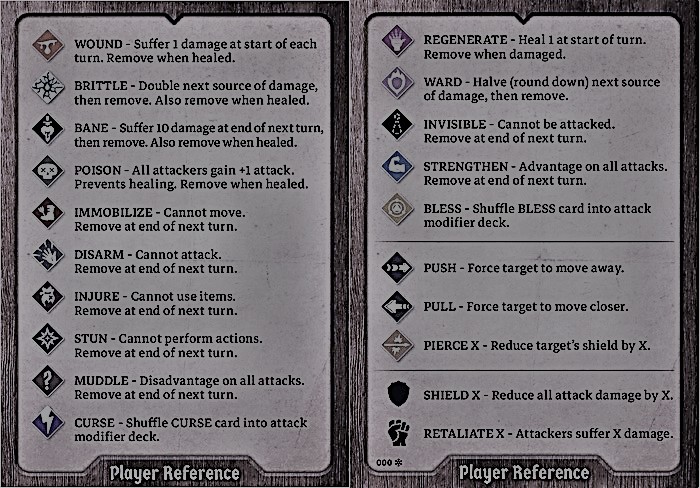 WOUND - Suffer 1 damage at start of each
turn. Remove when healed.
BRITTLE - Double next source of damage,
then remove. Also remove when healed.
BANE - Suffer 10 damage at end of next turn,
then remove. Also remove when healed.
POISON - All attackers gain +1 attack.
Prevents healing. Remove when healed.
IMMOBILIZE - Cannot move.
Remove at end of next turn.
DISARM - Cannot attack.
Remove at end of next turn.
INJURE - Cannot use items.
Remove at end of next turn.
STUN - Cannot perform actions.
Remove at end of next turn.
MUDDLE - Disadvantage on all attacks.
Remove at end of next turn.
CURSE - Shuffle CURSE card into attack
modifier deck.
Player Reference
REGENERATE - Heal 1 at start of turn.
Remove when damaged.
WARD - Halve (round down) next source
of damage, then remove.
INVISIBLE - Cannot be attacked.
Remove at end of next turn.
STRENGTHEN - Advantage on all attacks.
Remove at end of next turn.
BLESS - Shuffle BLESS card into attack
modifier deck.
PUSH - Force target to move away.
PULL - Force target to move closer.
PIERCE X - Reduce target's shield by X.
SHIELD X - Reduce all attack damage by X.
RETALIATE X - Attackers suffer X damage.
000
Player Reference